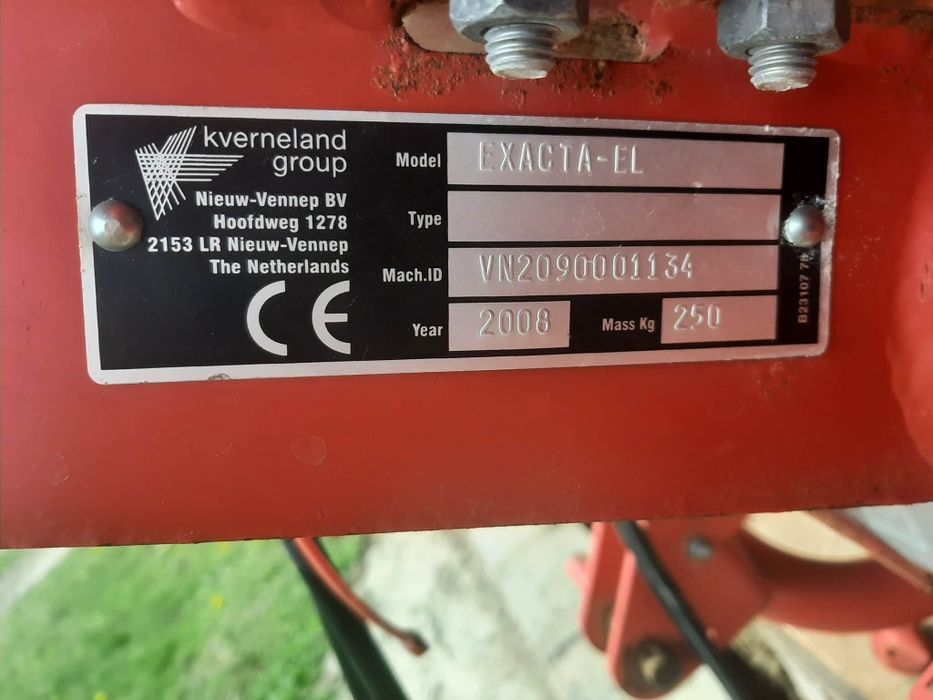 kverneland
group
Nieuw-Vennep BV
Hoofdweg 1278
2153 LR Nieuw-Vennep
The Netherlands
CE
Model EXACTA-EL
Type
Mach.ID VN2090001134
Year 2008 Mass Kg 250
B23107